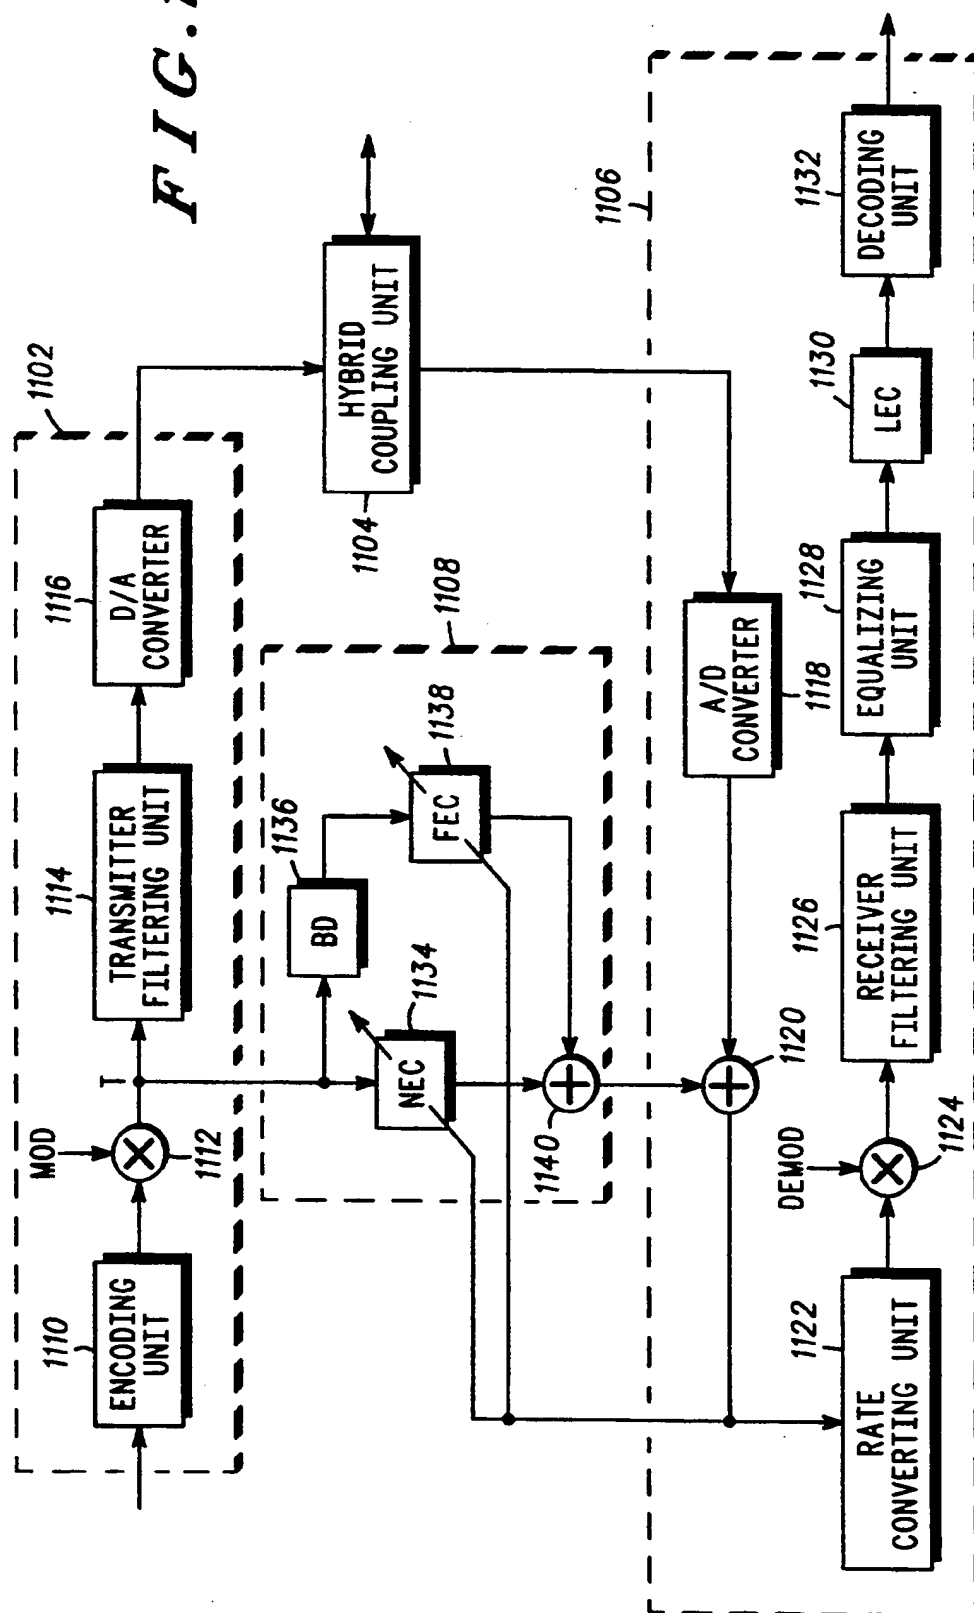 FIG.
1102
1110
ENCODING
UNIT
MOD
1112
T
1114
TRANSMITTER
FILTERING UNIT
1116
D/A
CONVERTER
1104
HYBRID
COUPLING UNIT
1108
1134
NEC
1136
BD
1138
FEC
1140
1106
1118
A/D
CONVERTER
1120
1122
RATE
CONVERTING UNIT
DEMOD
1124
1126
RECEIVER
FILTERING UNIT
1128
EQUALIZING
UNIT
1130
LEC
1132
DECODING
UNIT